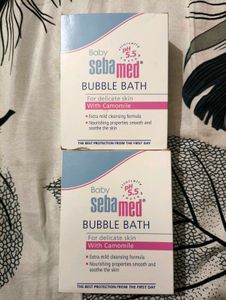 Baby
sebamed®
pH
5.5
BUBBLE BATH
For delicate skin
With Camomile
• Extra mild cleansing formula
• Nourishing properties smooth and
soothe the skin
THE BEST PROTECTION FROM THE FIRST DAY
Baby
sebamed®
pH
5.5
BUBBLE BATH
For delicate skin
With Camomile
• Extra mild cleansing formula
• Nourishing properties smooth and
soothe the skin
THE BEST PROTECTION FROM THE FIRST DAY